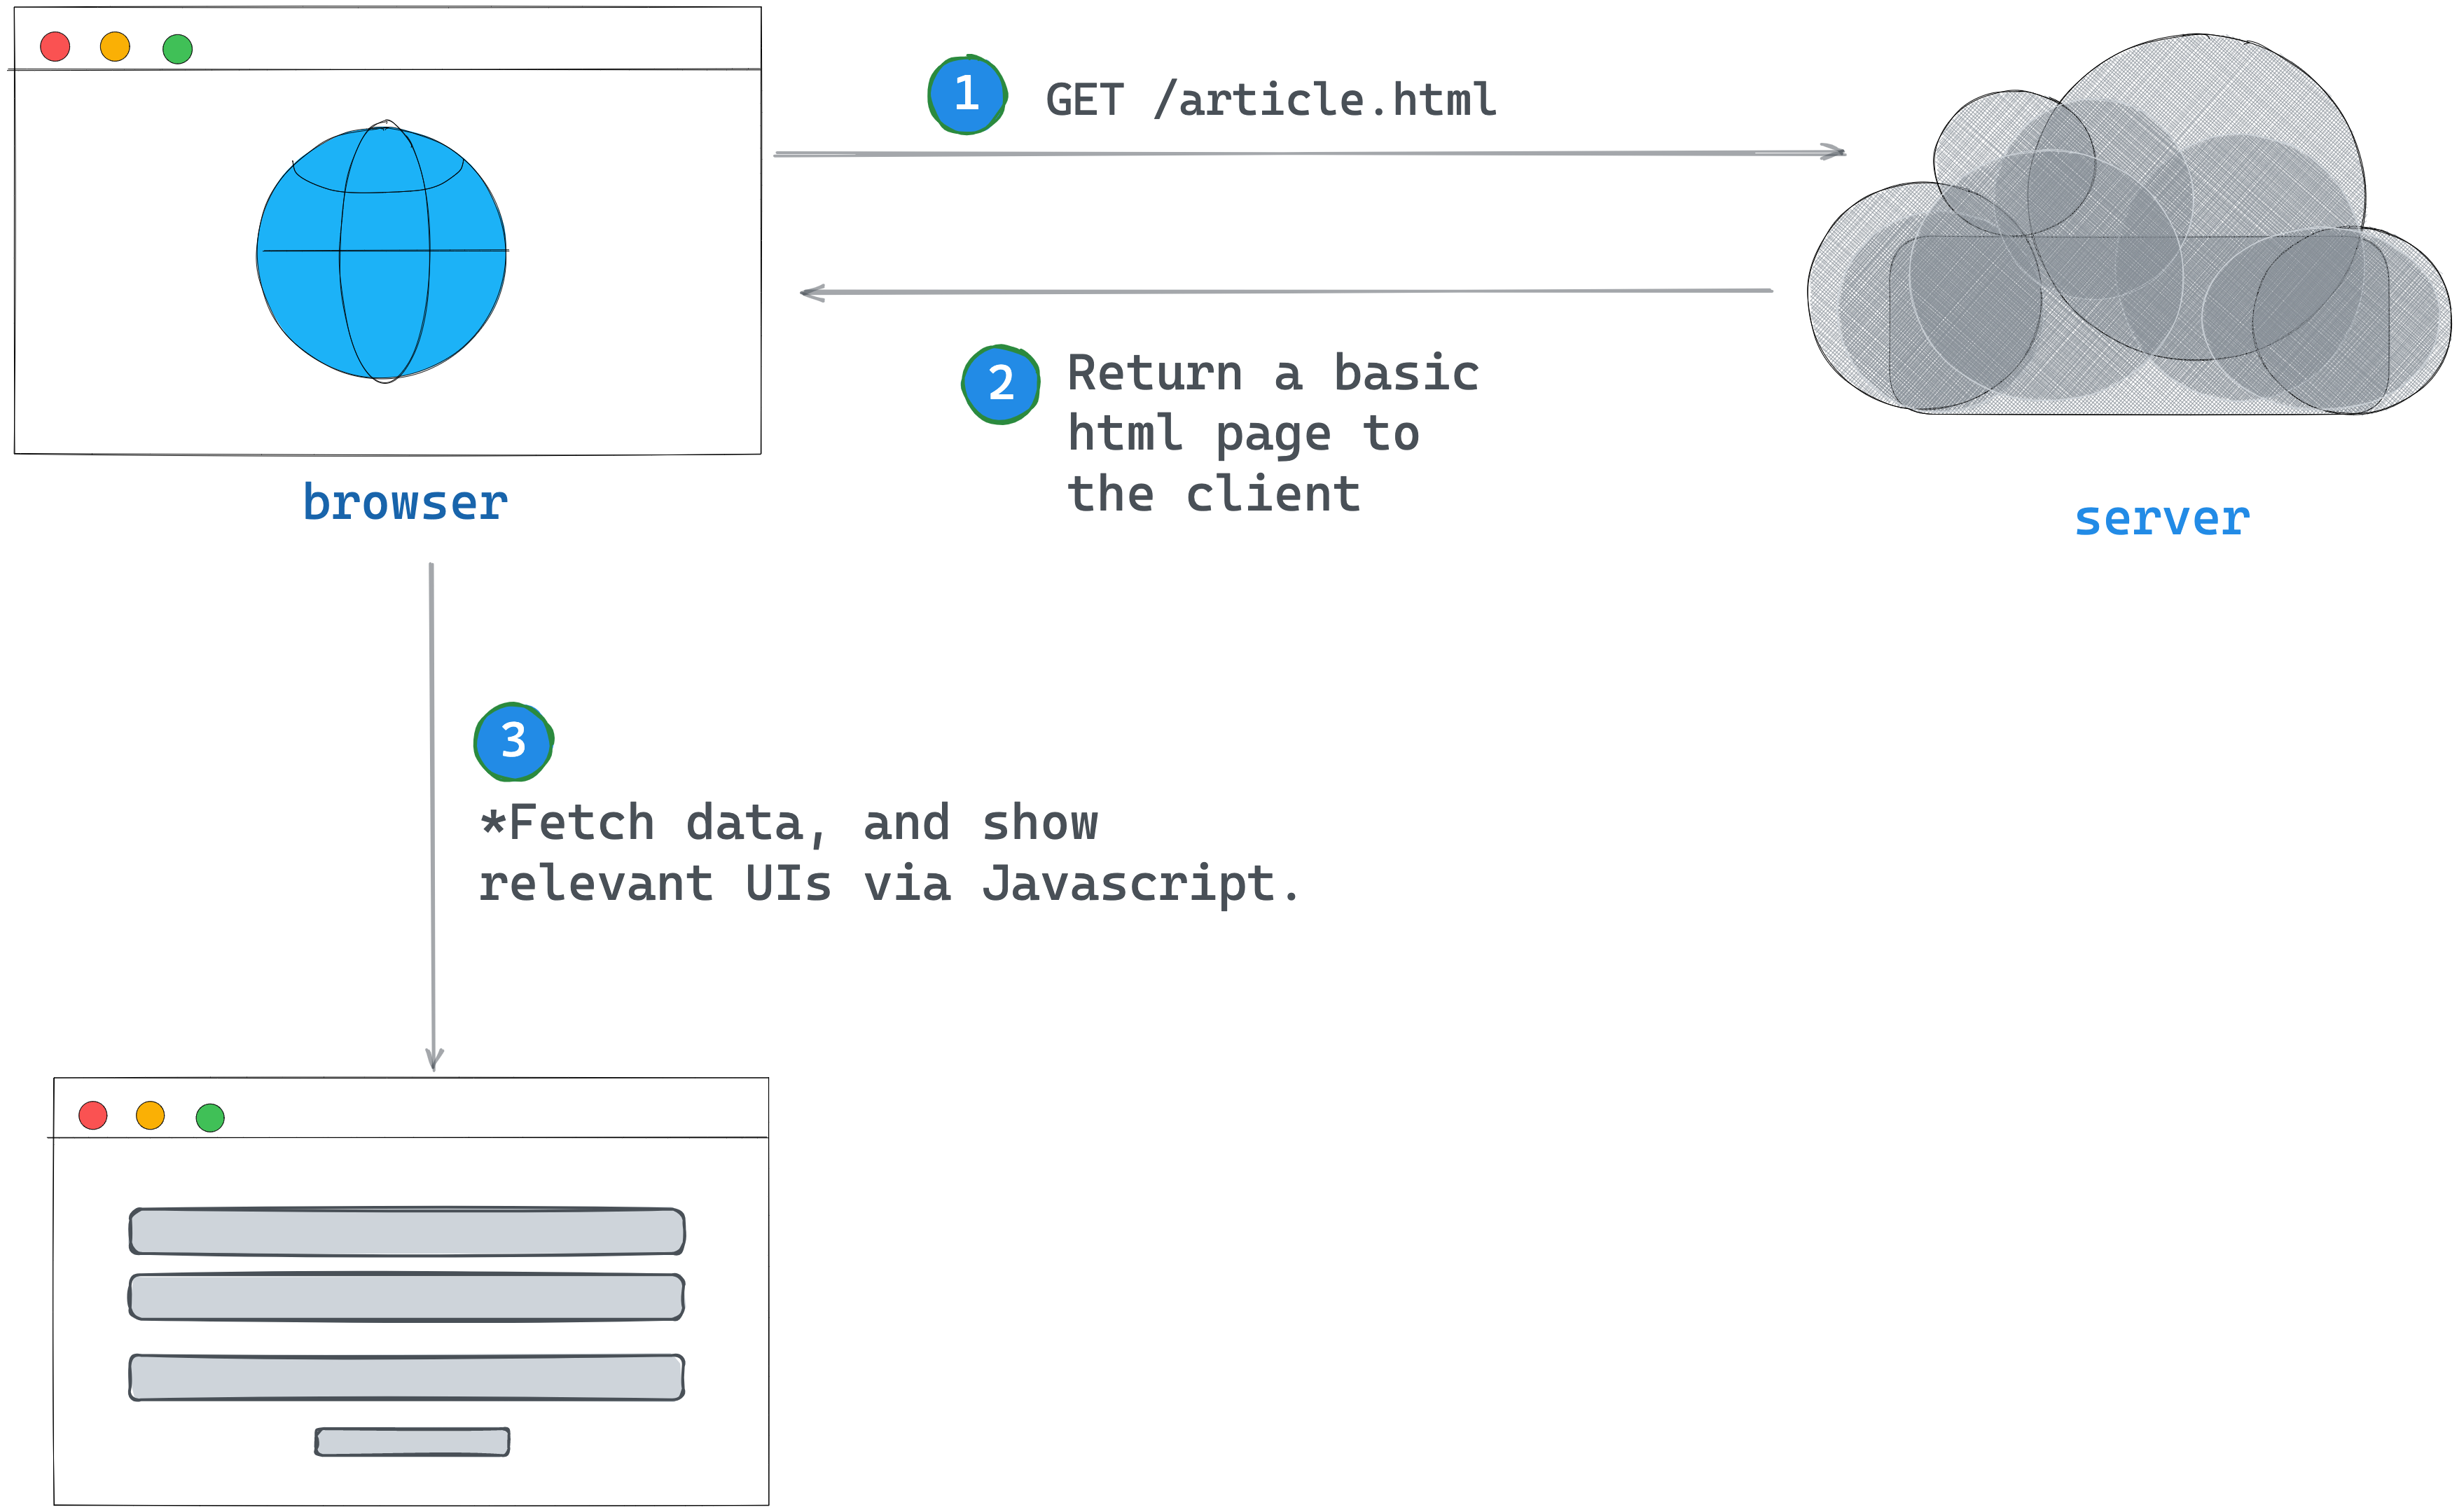 1
GET /article.html
2
Return a basic
html page to
the client
browser
server
3
*Fetch data, and show
relevant UIs via Javascript.